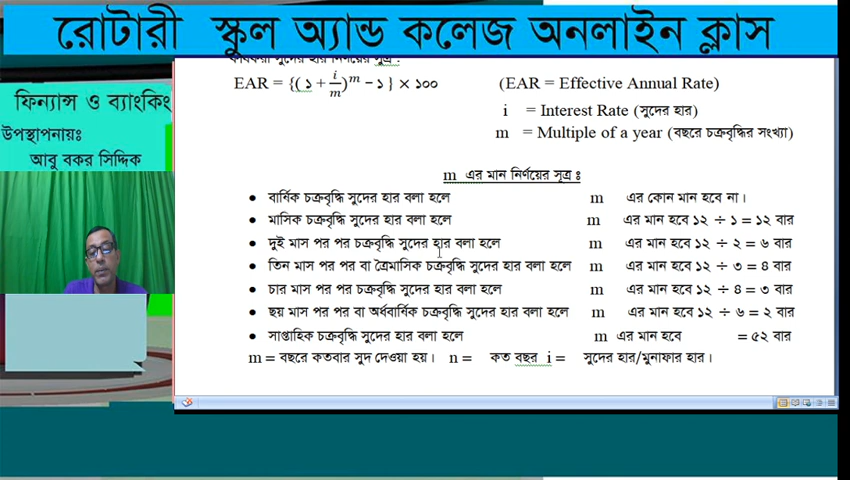 রোটারী স্কুল অ্যান্ড কলেজ অনলাইন ক্লাস
ফিন্যান্স ও ব্যাংকিং
উপস্থাপনায়ঃ
আবু বকর সিদ্দিক
কার্যকরী সুদের হার নির্ণয়ের সূত্র :
EAR = {( ১ + i/m)^m – ১ } × ১০০ (EAR = Effective Annual Rate)
i = Interest Rate (সুদের হার)
m = Multiple of a year (বছরে চক্রবৃদ্ধির সংখ্যা)
m এর মান নির্ণয়ের সূত্র ঃ
• বার্ষিক চক্রবৃদ্ধি সুদের হার বলা হলে m এর কোন মান হবে না।
• মাসিক চক্রবৃদ্ধি সুদের হার বলা হলে m এর মান হবে ১২ ÷ ১ = ১২ বার
• দুই মাস পর পর চক্রবৃদ্ধি সুদের হার বলা হলে m এর মান হবে ১২ ÷ ২ = ৬ বার
• তিন মাস পর পর বা ত্রৈমাসিক চক্রবৃদ্ধি সুদের হার বলা হলে m এর মান হবে ১২ ÷ ৩ = ৪ বার
• চার মাস পর পর চক্রবৃদ্ধি সুদের হার বলা হলে m এর মান হবে ১২ ÷ ৪ = ৩ বার
• ছয় মাস পর পর বা অর্ধবার্ষিক চক্রবৃদ্ধি সুদের হার বলা হলে m এর মান হবে ১২ ÷ ৬ = ২ বার
• সাপ্তাহিক চক্রবৃদ্ধি সুদের হার বলা হলে m এর মান হবে = ৫২ বার
m = বছরে কতবার সুদ দেওয়া হয়। n = কত বছর i = সুদের হার/মুনাফার হার।